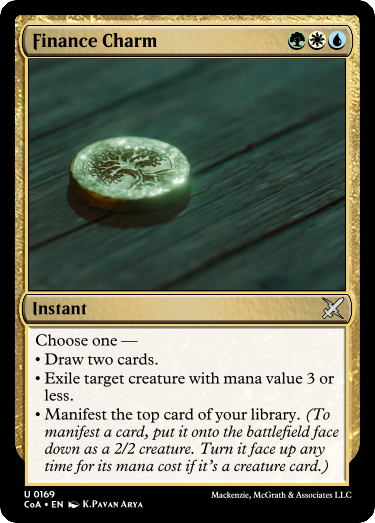 Finance Charm
Instant
Choose one —
• Draw two cards.
• Exile target creature with mana value 3 or
less.
• Manifest the top card of your library. (To
manifest a card, put it onto the battlefield face
down as a 2/2 creature. Turn it face up any
time for its mana cost if it's a creature card.)
U 0169
CoA • EN K.Pavan Arya
Mackenzie, McGrath & Associates LLC